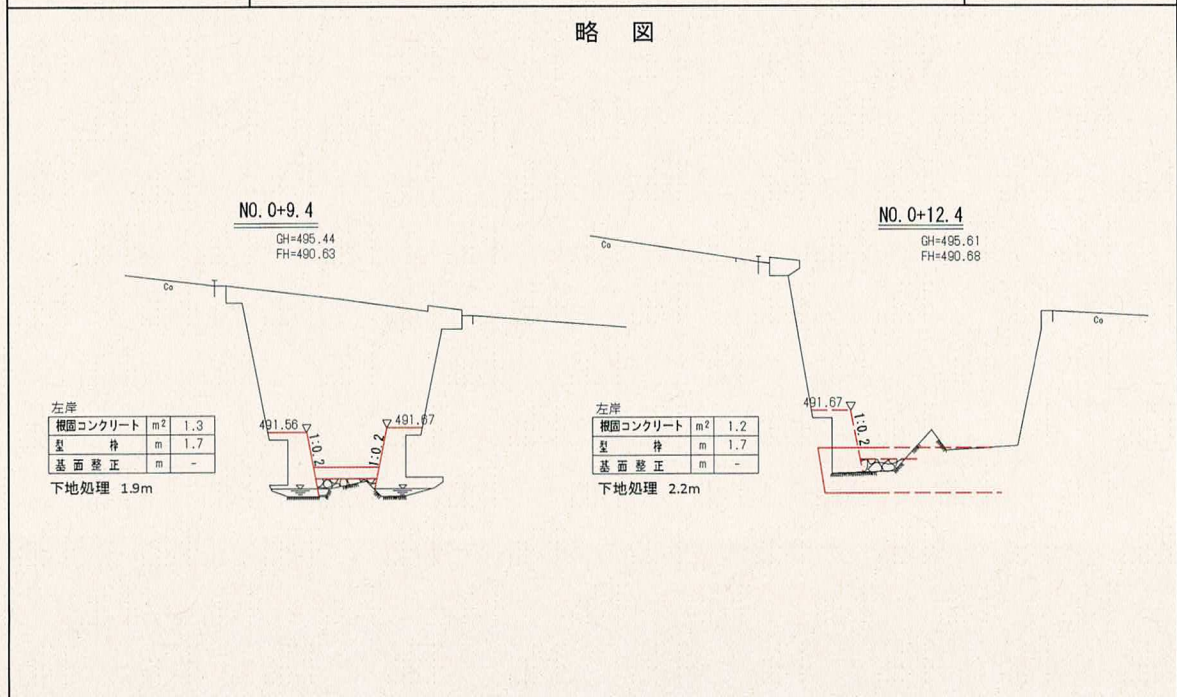 略 図
NO. 0+9.4
GH=495.44
FH=490.63
Co
左岸
根固コンクリート m² 1.3
型 枠 m 1.7
基面整正 m -
下地処理 1.9m
491.56
1:0.2
1:0.2
491.67
NO. 0+12.4
GH=495.61
FH=490.68
Co
Co
左岸
根固コンクリート m² 1.2
型 枠 m 1.7
基面整正 m -
下地処理 2.2m
491.67
1:0.2